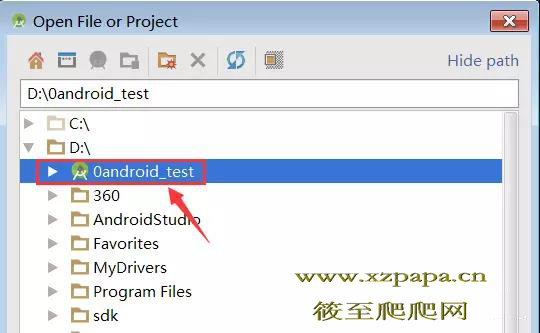 Open File or Project
Hide path
D:\0android_test
C:\
D:\
0android_test
360
AndroidStudio
Favorites
MyDrivers
Program Files
sdk
www.xzpapa.cn
筱至爬爬网